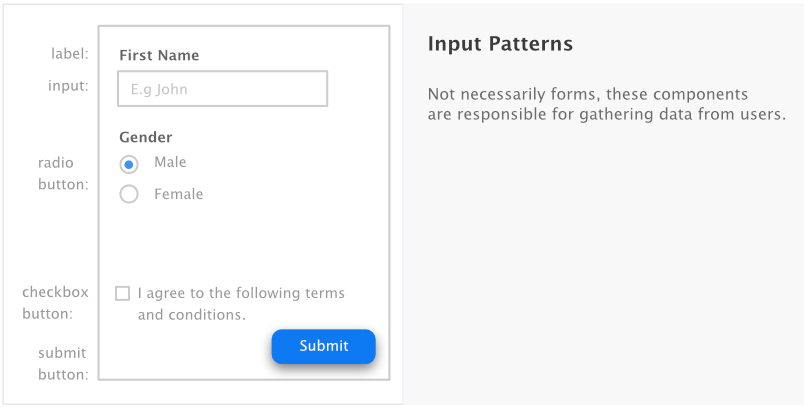 label:
First Name
input:
E.g John
Gender
radio
button:
Male
Female
checkbox
button:
I agree to the following terms
and conditions.
submit
button:
Submit
Input Patterns
Not necessarily forms, these components
are responsible for gathering data from users.